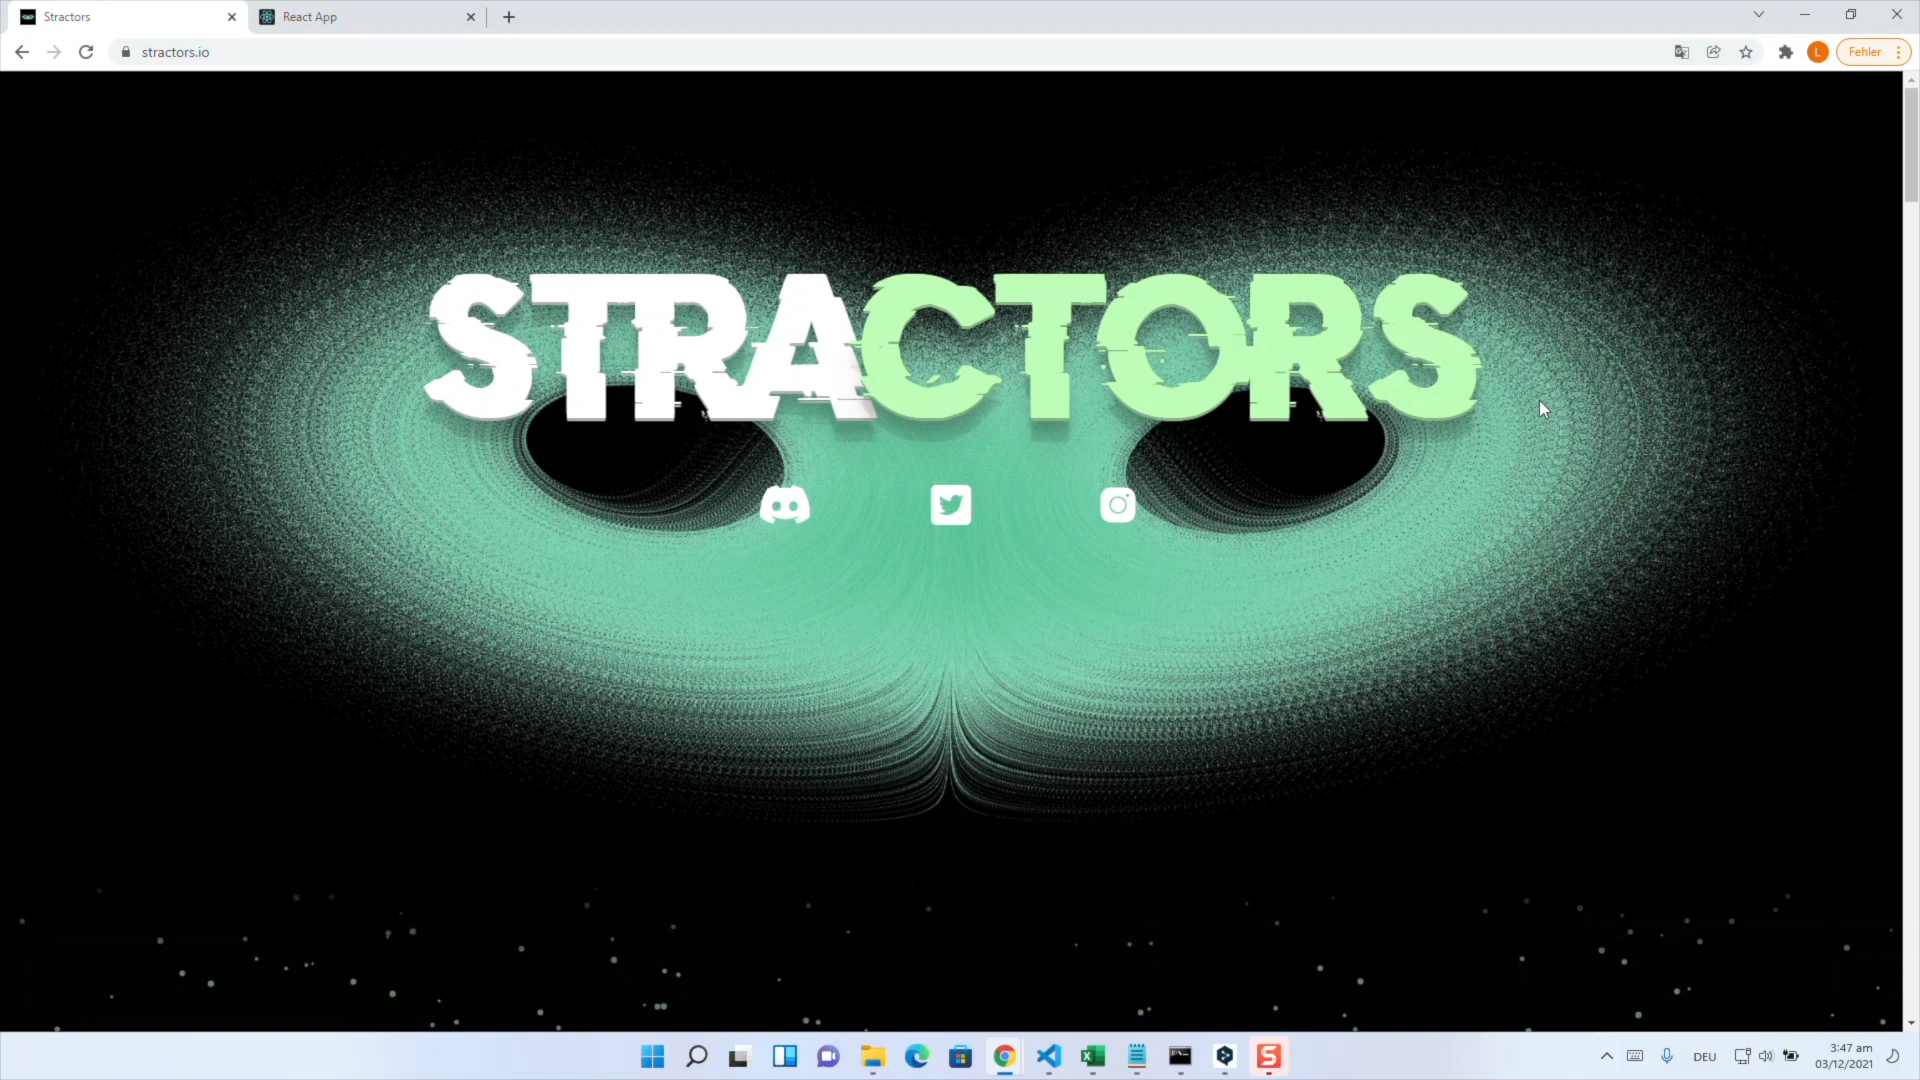 Stractors
React App
stractors.io
L
Fehler
STRACTORS
DEU
3:47 am
03/12/2021